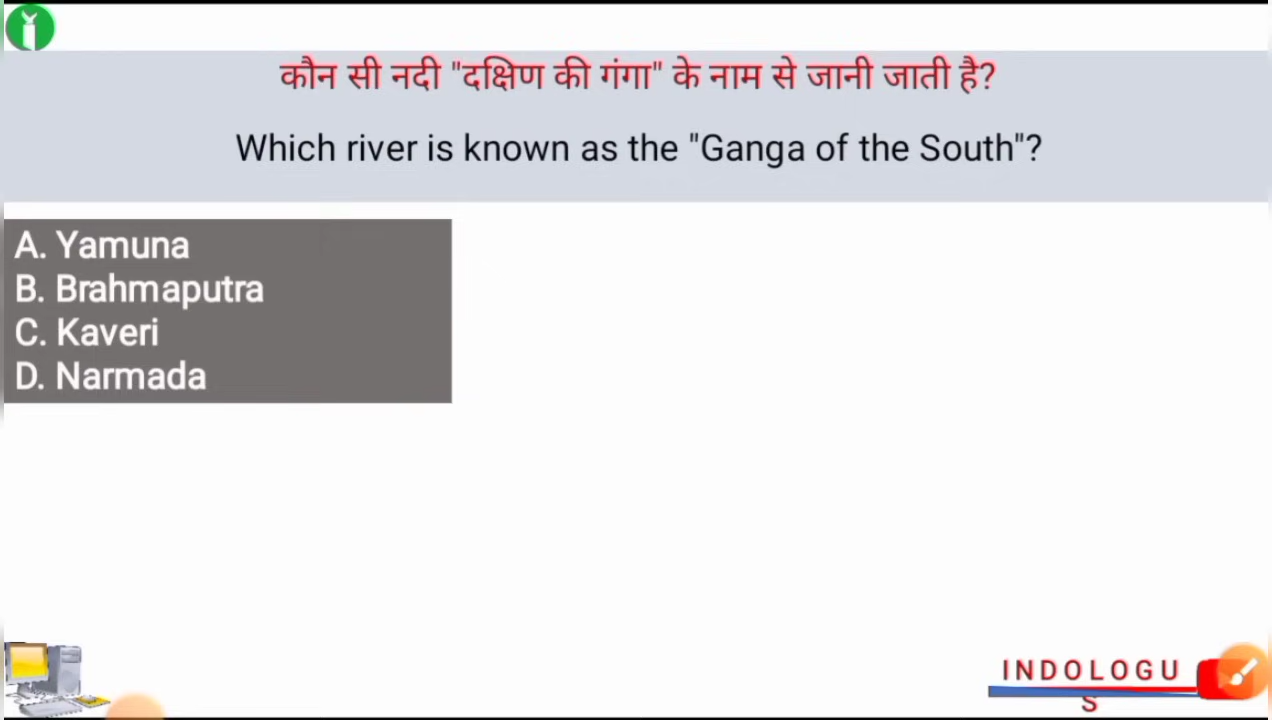 कौन सी नदी "दक्षिण की गंगा" के नाम से जानी जाती है?
Which river is known as the "Ganga of the South"?
A. Yamuna
B. Brahmaputra
C. Kaveri
D. Narmada
INDOLOGU
S